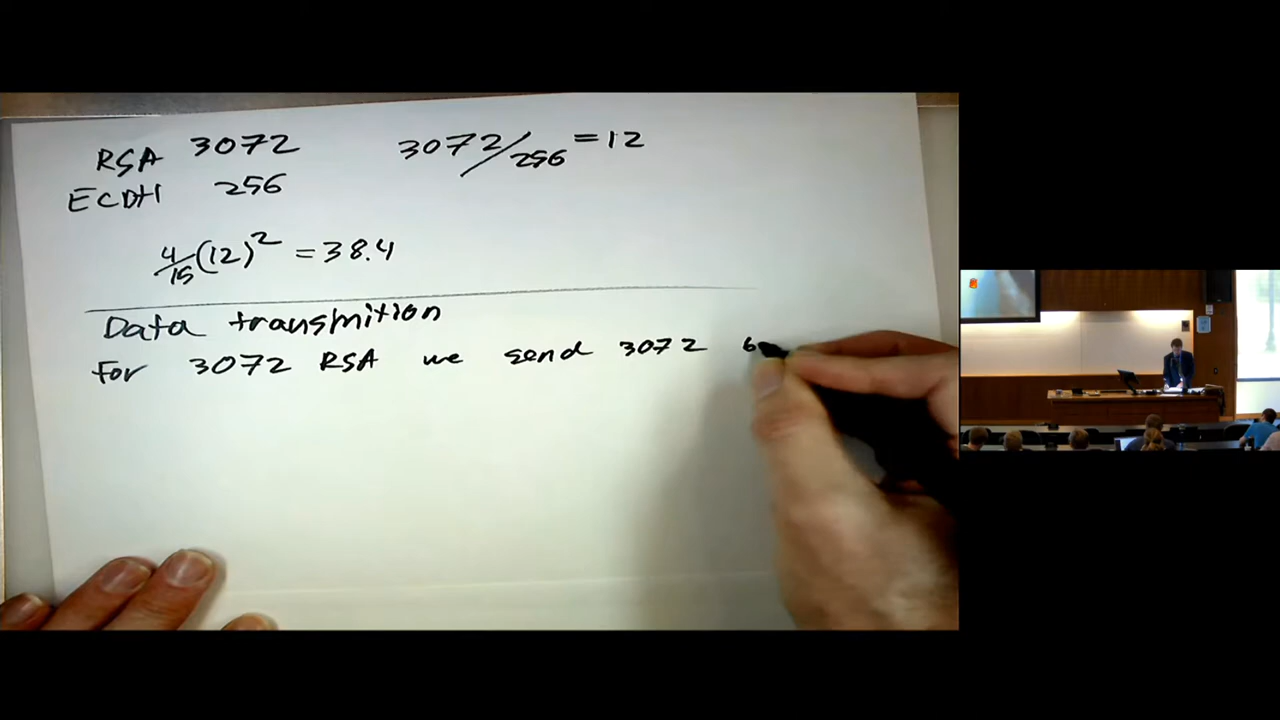 RSA 3072 3072/256 = 12
ECDH 256
4/15 (12)^2 = 38.4
Data transmition
For 3072 RSA we send 3072